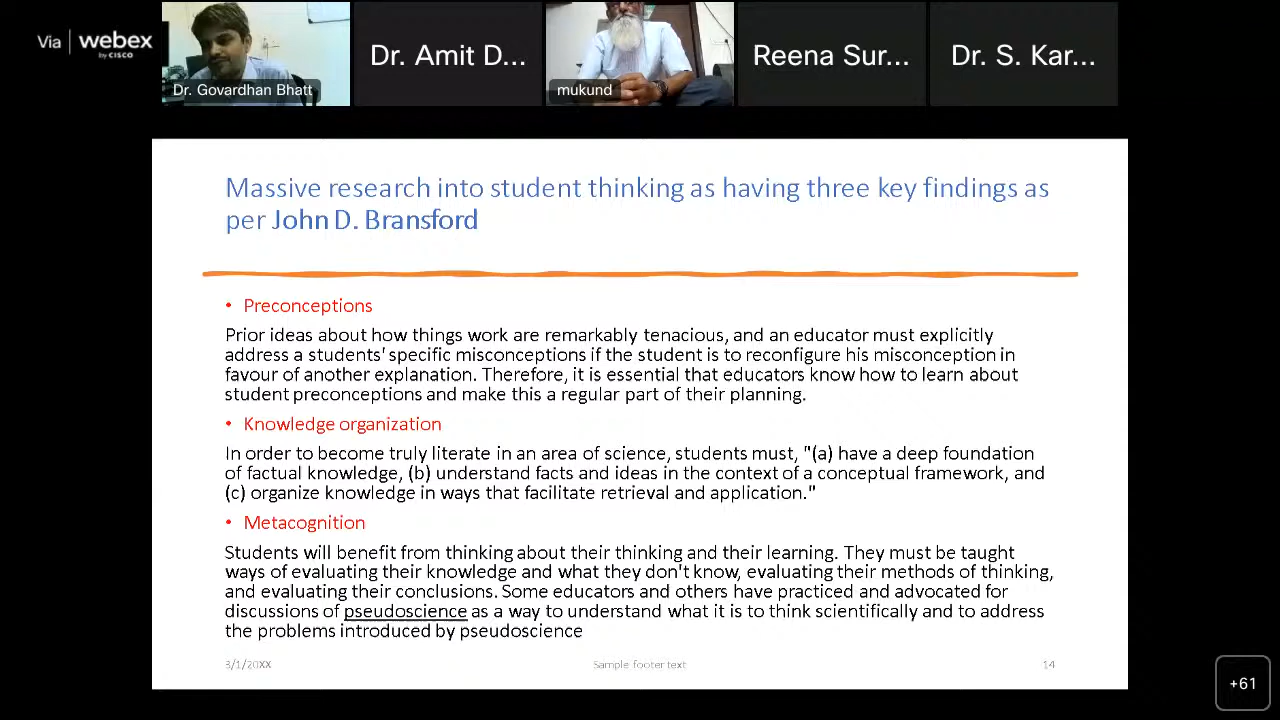 Via webex
by CISCO
Dr. Govardhan Bhatt
Dr. Amit D...
mukund
Reena Sur...
Dr. S. Kar...
Massive research into student thinking as having three key findings as
per John D. Bransford
• Preconceptions
Prior ideas about how things work are remarkably tenacious, and an educator must explicitly
address a students' specific misconceptions if the student is to reconfigure his misconception in
favour of another explanation. Therefore, it is essential that educators know how to learn about
student preconceptions and make this a regular part of their planning.
• Knowledge organization
In order to become truly literate in an area of science, students must, "(a) have a deep foundation
of factual knowledge, (b) understand facts and ideas in the context of a conceptual framework, and
(c) organize knowledge in ways that facilitate retrieval and application."
• Metacognition
Students will benefit from thinking about their thinking and their learning. They must be taught
ways of evaluating their knowledge and what they don't know, evaluating their methods of thinking,
and evaluating their conclusions. Some educators and others have practiced and advocated for
discussions of pseudoscience as a way to understand what it is to think scientifically and to address
the problems introduced by pseudoscience
3/1/20XX
Sample footer text
14
+61